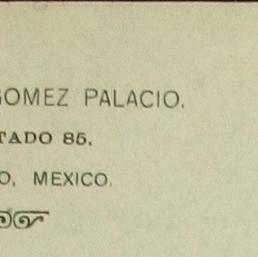 GOMEZ PALACIO.
TADO 85.
O, MEXICO.